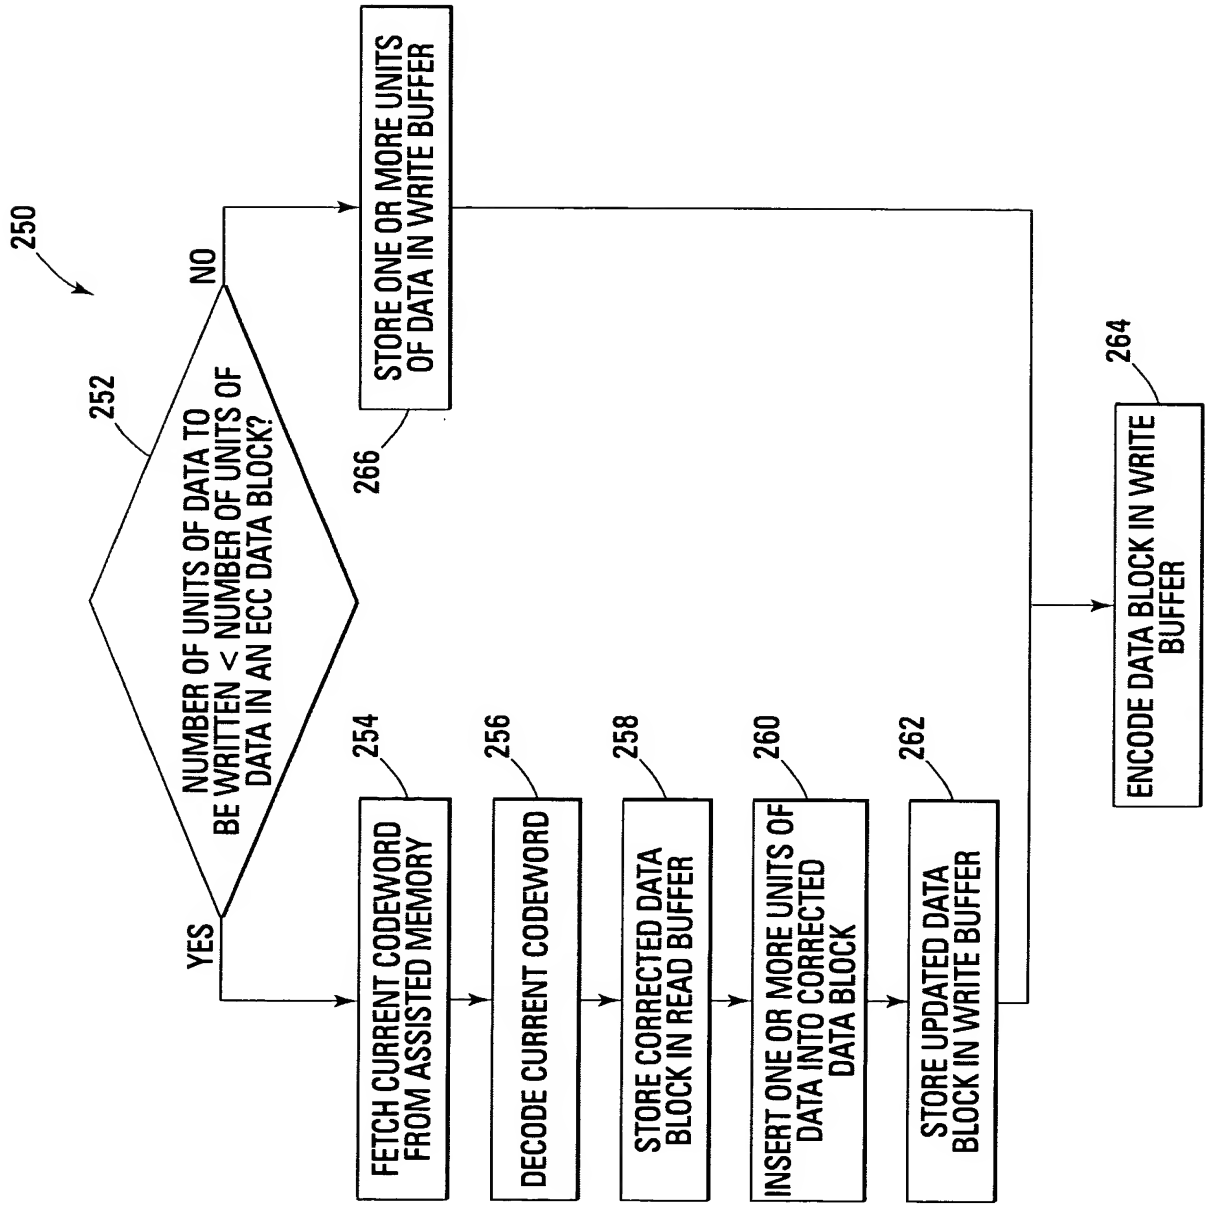 250
252
NUMBER OF UNITS OF DATA TO
BE WRITTEN < NUMBER OF UNITS OF
DATA IN AN ECC DATA BLOCK?
YES
NO
254
FETCH CURRENT CODEWORD
FROM ASSISTED MEMORY
256
DECODE CURRENT CODEWORD
258
STORE CORRECTED DATA
BLOCK IN READ BUFFER
260
INSERT ONE OR MORE UNITS OF
DATA INTO CORRECTED
DATA BLOCK
262
STORE UPDATED DATA
BLOCK IN WRITE BUFFER
STORE ONE OR MORE UNITS
OF DATA IN WRITE BUFFER
266
264
ENCODE DATA BLOCK IN WRITE
BUFFER